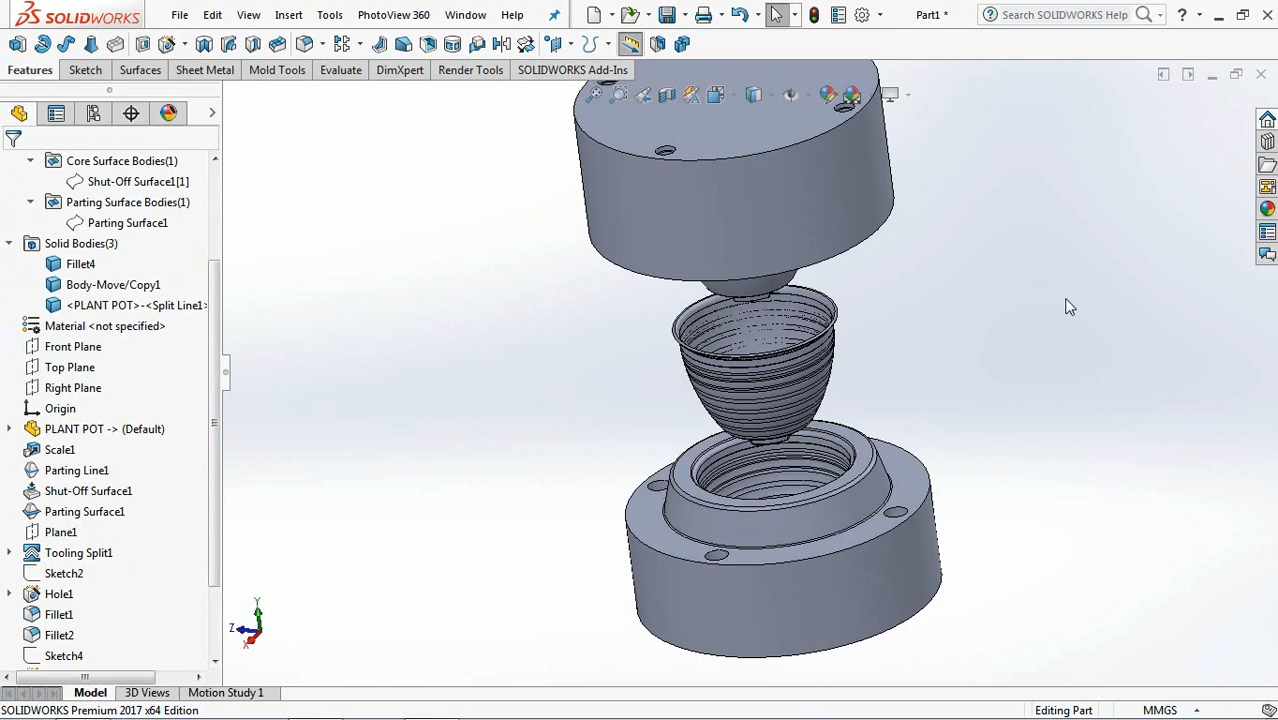 SOLIDWORKS File Edit View Insert Tools PhotoView 360 Window Help Part1 * Search SOLIDWORKS Help ?
Features Sketch Surfaces Sheet Metal Mold Tools Evaluate DimXpert Render Tools SOLIDWORKS Add-Ins
Core Surface Bodies(1)
Shut-Off Surface1[1]
Parting Surface Bodies(1)
Parting Surface1
Solid Bodies(3)
Fillet4
Body-Move/Copy1
<PLANT POT>-<Split Line1>
Material <not specified>
Front Plane
Top Plane
Right Plane
Origin
PLANT POT -> (Default)
Scale1
Parting Line1
Shut-Off Surface1
Parting Surface1
Plane1
Tooling Split1
Sketch2
Hole1
Fillet1
Fillet2
Sketch4
Y
Z
X
Model 3D Views Motion Study 1
SOLIDWORKS Premium 2017 x64 Edition Editing Part MMGS